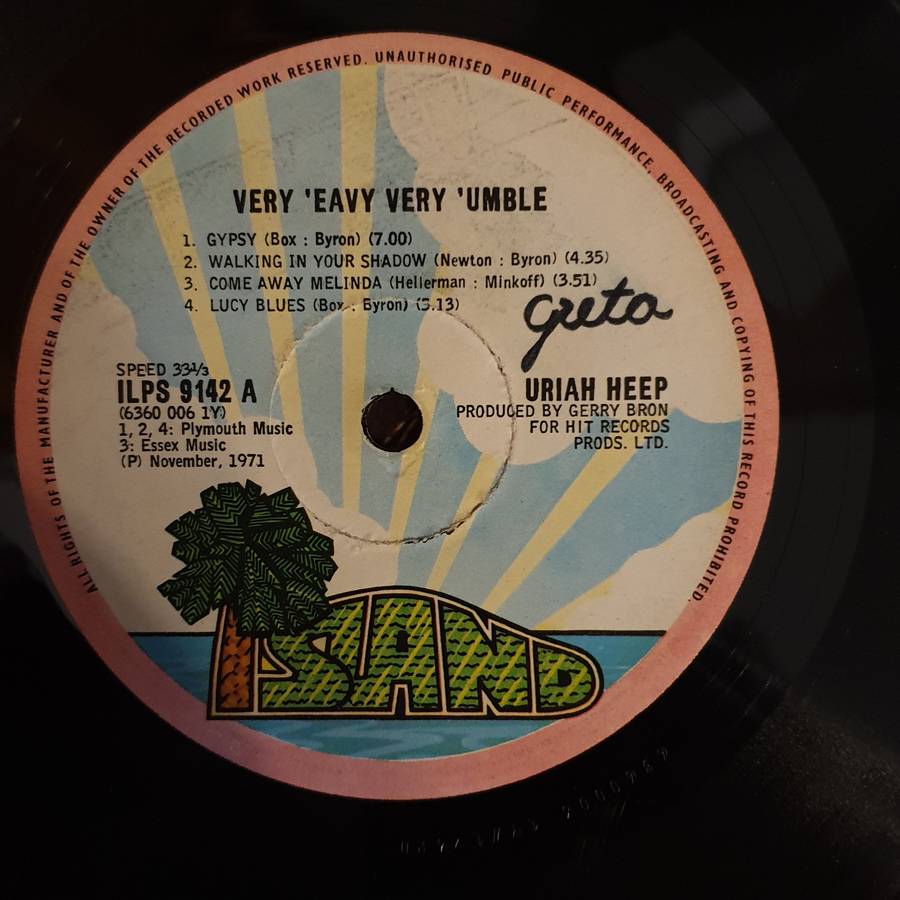 ALL RIGHTS OF THE MANUFACTURER AND OF THE OWNER OF THE RECORDED WORK RESERVED. UNAUTHORISED PUBLIC PERFORMANCE, BROADCASTING AND COPYING OF THIS RECORD PROHIBITED.
VERY 'EAVY VERY 'UMBLE
1. GYPSY (Box : Byron) (7.00)
2. WALKING IN YOUR SHADOW (Newton : Byron) (4.35)
3. COME AWAY MELINDA (Hellerman : Minkoff) (3.51)
4. LUCY BLUES (Box : Byron) (5.13)
Greta
SPEED 33⅓
ILPS 9142 A
(6360 006 1Y)
1, 2, 4: Plymouth Music
3: Essex Music
(P) November, 1971
URIAH HEEP
PRODUCED BY GERRY BRON
FOR HIT RECORDS
PRODS. LTD.
ISLAND